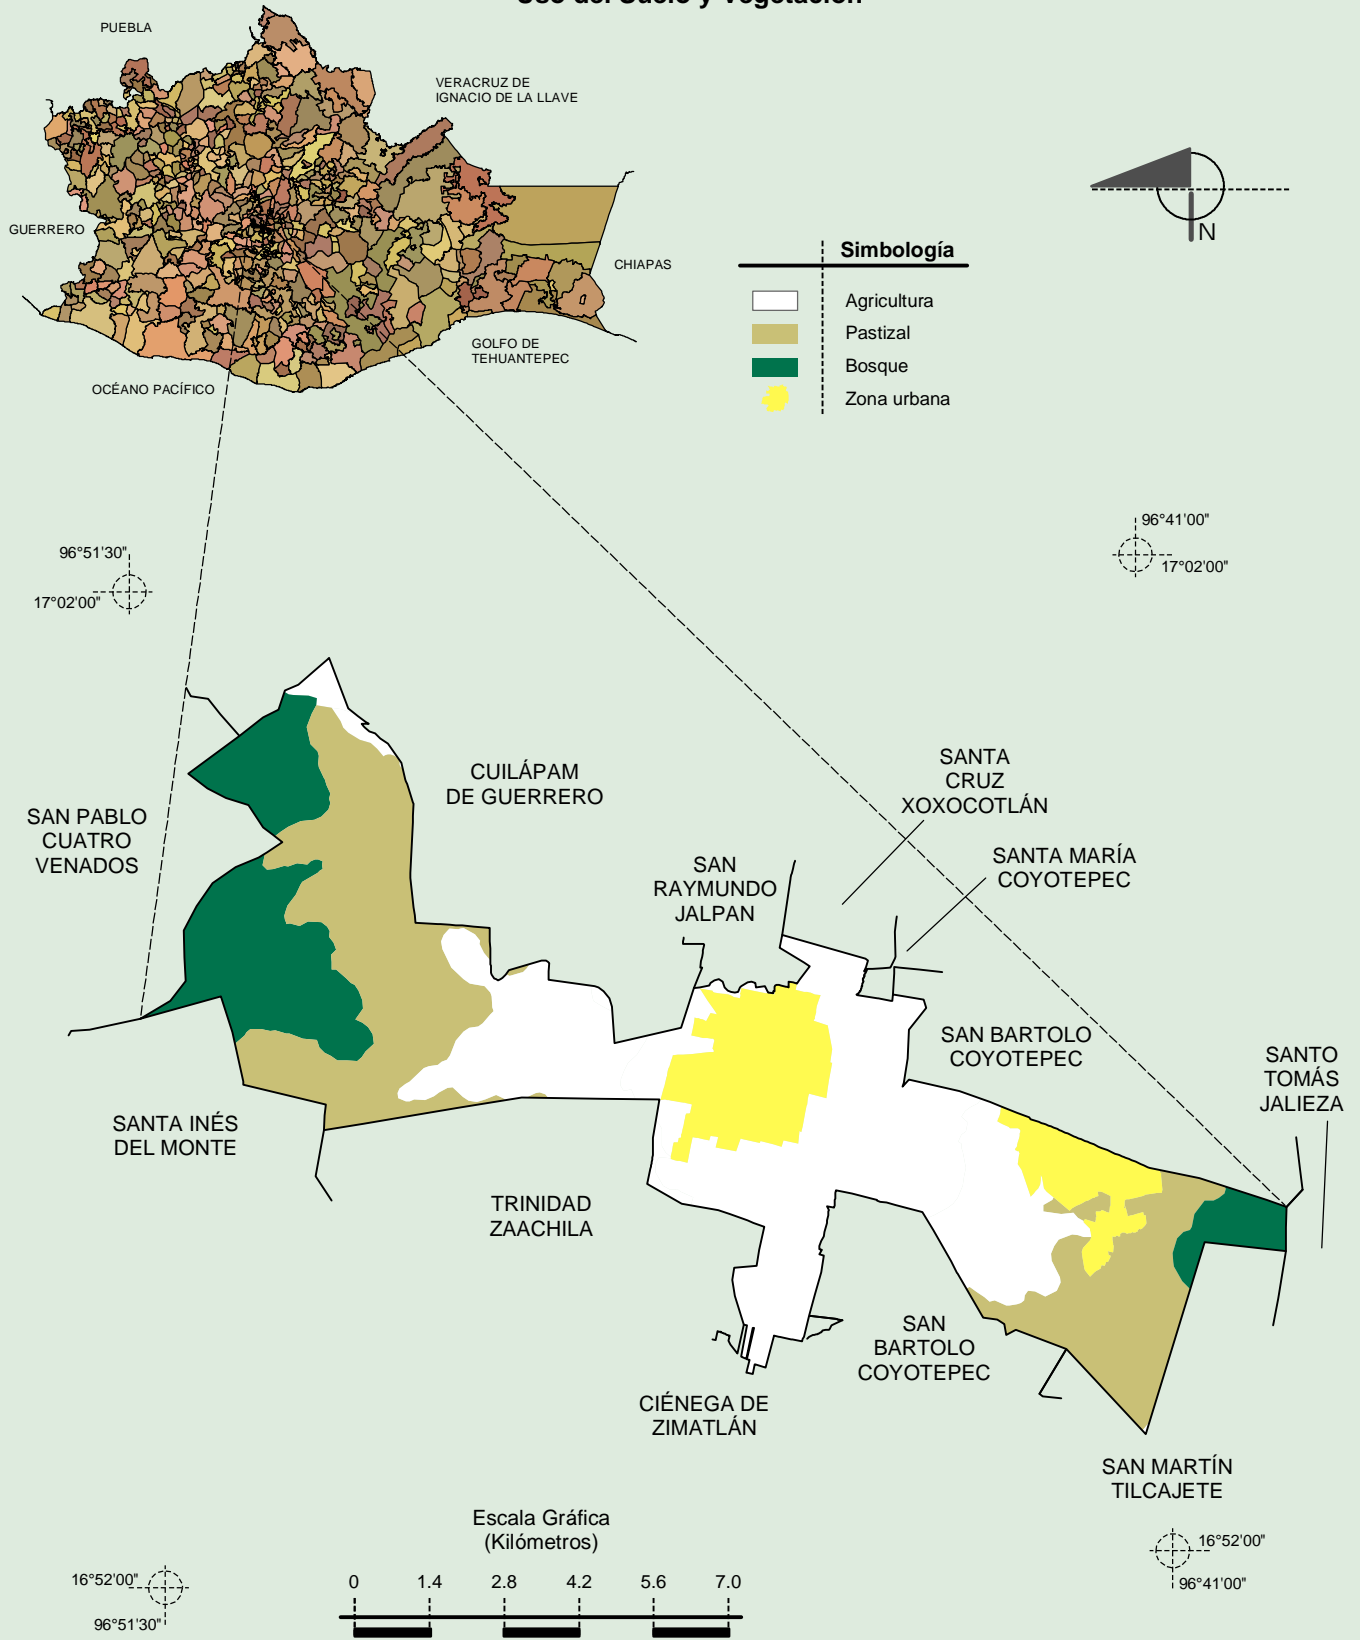 Uso del Suelo y Vegetación
PUEBLA
VERACRUZ DE
IGNACIO DE LA LLAVE
GUERRERO
CHIAPAS
GOLFO DE
TEHUANTEPEC
OCÉANO PACÍFICO
N
Simbología
Agricultura
Pastizal
Bosque
Zona urbana
96°51'30"
17°02'00"
96°41'00"
17°02'00"
SAN PABLO
CUATRO
VENADOS
CUILÁPAM
DE GUERRERO
SANTA
CRUZ
XOXOCOTLÁN
SAN
RAYMUNDO
JALPAN
SANTA MARÍA
COYOTEPEC
SAN BARTOLO
COYOTEPEC
SANTO
TOMÁS
JALIEZA
SANTA INÉS
DEL MONTE
TRINIDAD
ZAACHILA
SAN
BARTOLO
COYOTEPEC
CIÉNEGA DE
ZIMATLÁN
SAN MARTÍN
TILCAJETE
Escala Gráfica
(Kilómetros)
0 1.4 2.8 4.2 5.6 7.0
16°52'00"
96°51'30"
16°52'00"
96°41'00"